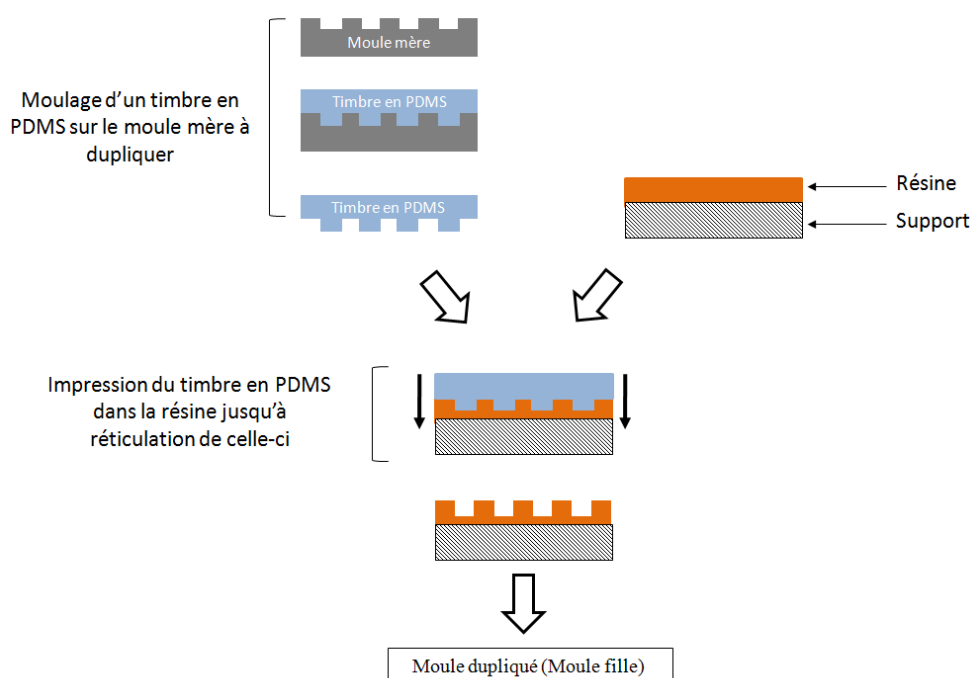 Moule mère
Moulage d'un timbre en
PDMS sur le moule mère à
dupliquer
Timbre en PDMS
Timbre en PDMS
Résine
Support
Impression du timbre en PDMS
dans la résine jusqu'à
réticulation de celle-ci
Moule dupliqué (Moule fille)